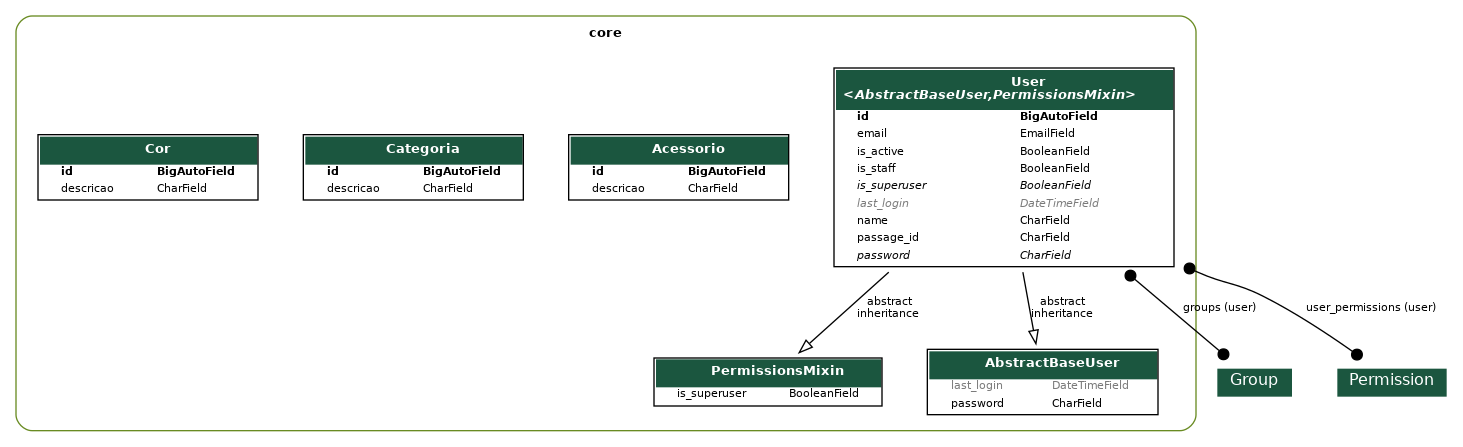 core
Cor
id BigAutoField
descricao CharField
Categoria
id BigAutoField
descricao CharField
Acessorio
id BigAutoField
descricao CharField
User
<AbstractBaseUser,PermissionsMixin>
id BigAutoField
email EmailField
is_active BooleanField
is_staff BooleanField
is_superuser BooleanField
last_login DateTimeField
name CharField
passage_id CharField
password CharField
abstract
inheritance
abstract
inheritance
groups (user)
user_permissions (user)
PermissionsMixin
is_superuser BooleanField
AbstractBaseUser
last_login DateTimeField
password CharField
Group
Permission